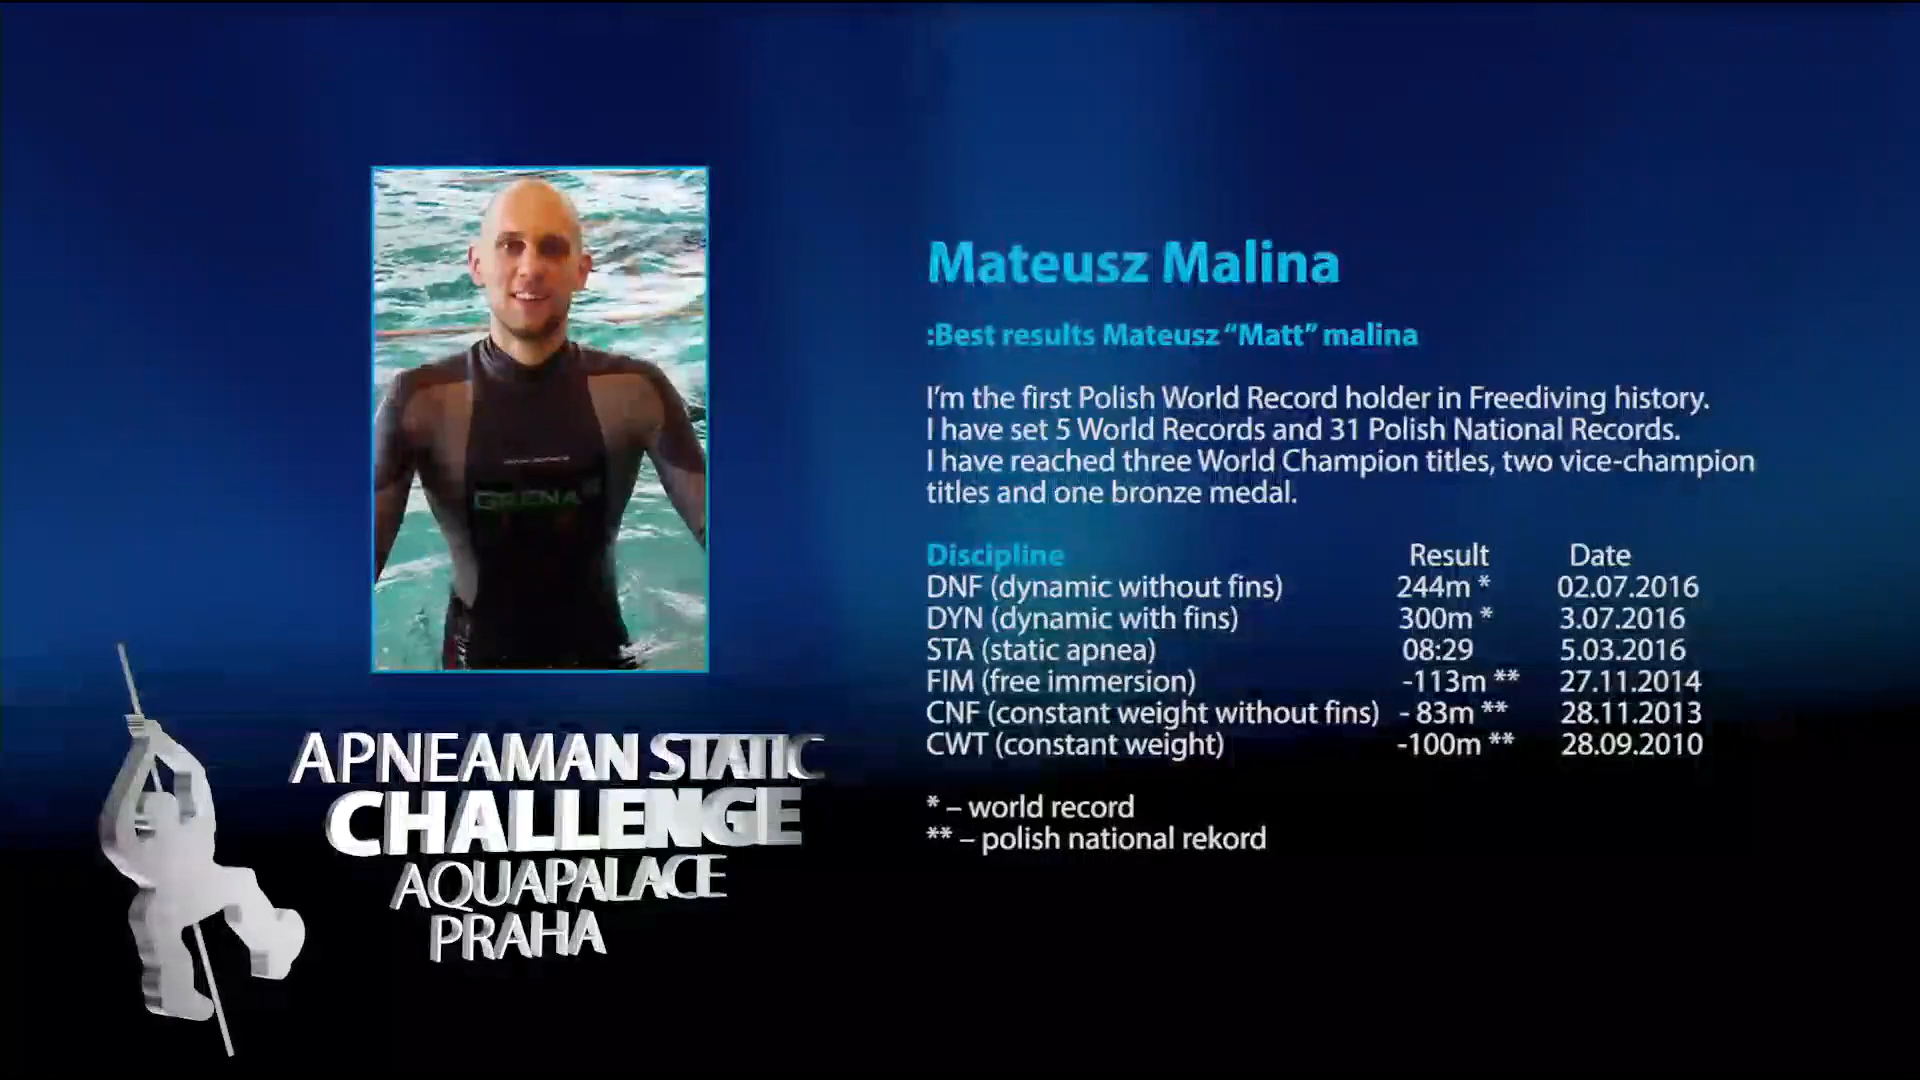 Mateusz Malina
:Best results Mateusz “Matt” malina
I’m the first Polish World Record holder in Freediving history.
I have set 5 World Records and 31 Polish National Records.
I have reached three World Champion titles, two vice-champion
titles and one bronze medal.
Discipline Result Date
DNF (dynamic without fins) 244m * 02.07.2016
DYN (dynamic with fins) 300m * 3.07.2016
STA (static apnea) 08:29 5.03.2016
FIM (free immersion) -113m ** 27.11.2014
CNF (constant weight without fins) - 83m ** 28.11.2013
CWT (constant weight) -100m ** 28.09.2010
* – world record
** – polish national rekord
APNEAMAN STATIC
CHALLENGE
AQUAPALACE
PRAHA